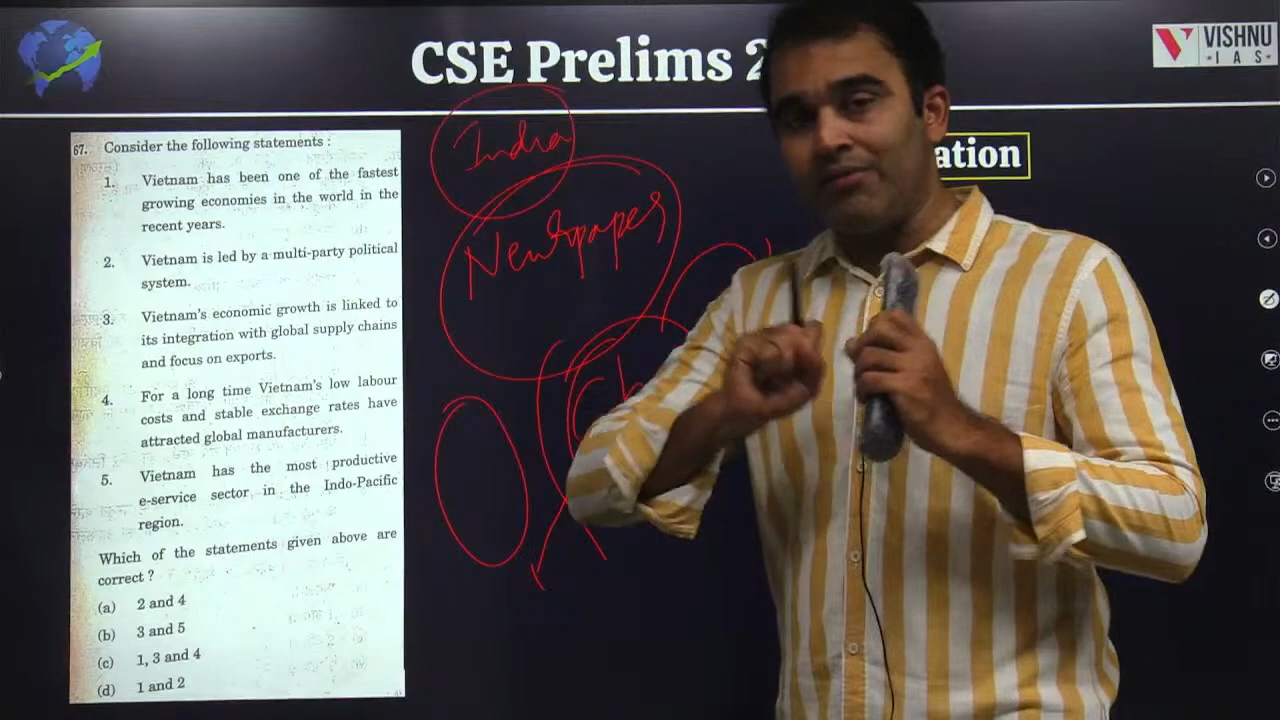 CSE Prelims 2
VISHNU
IAS
ation
India
Newspaper
67. Consider the following statements :
1. Vietnam has been one of the fastest
growing economies in the world in the
recent years.
2. Vietnam is led by a multi-party political
system.
3. Vietnam's economic growth is linked to
its integration with global supply chains
and focus on exports.
4. For a long time Vietnam's low labour
costs and stable exchange rates have
attracted global manufacturers.
5. Vietnam has the most productive
e-service sector in the Indo-Pacific
region.
Which of the statements given above are
correct ?
(a) 2 and 4
(b) 3 and 5
(c) 1, 3 and 4
(d) 1 and 2